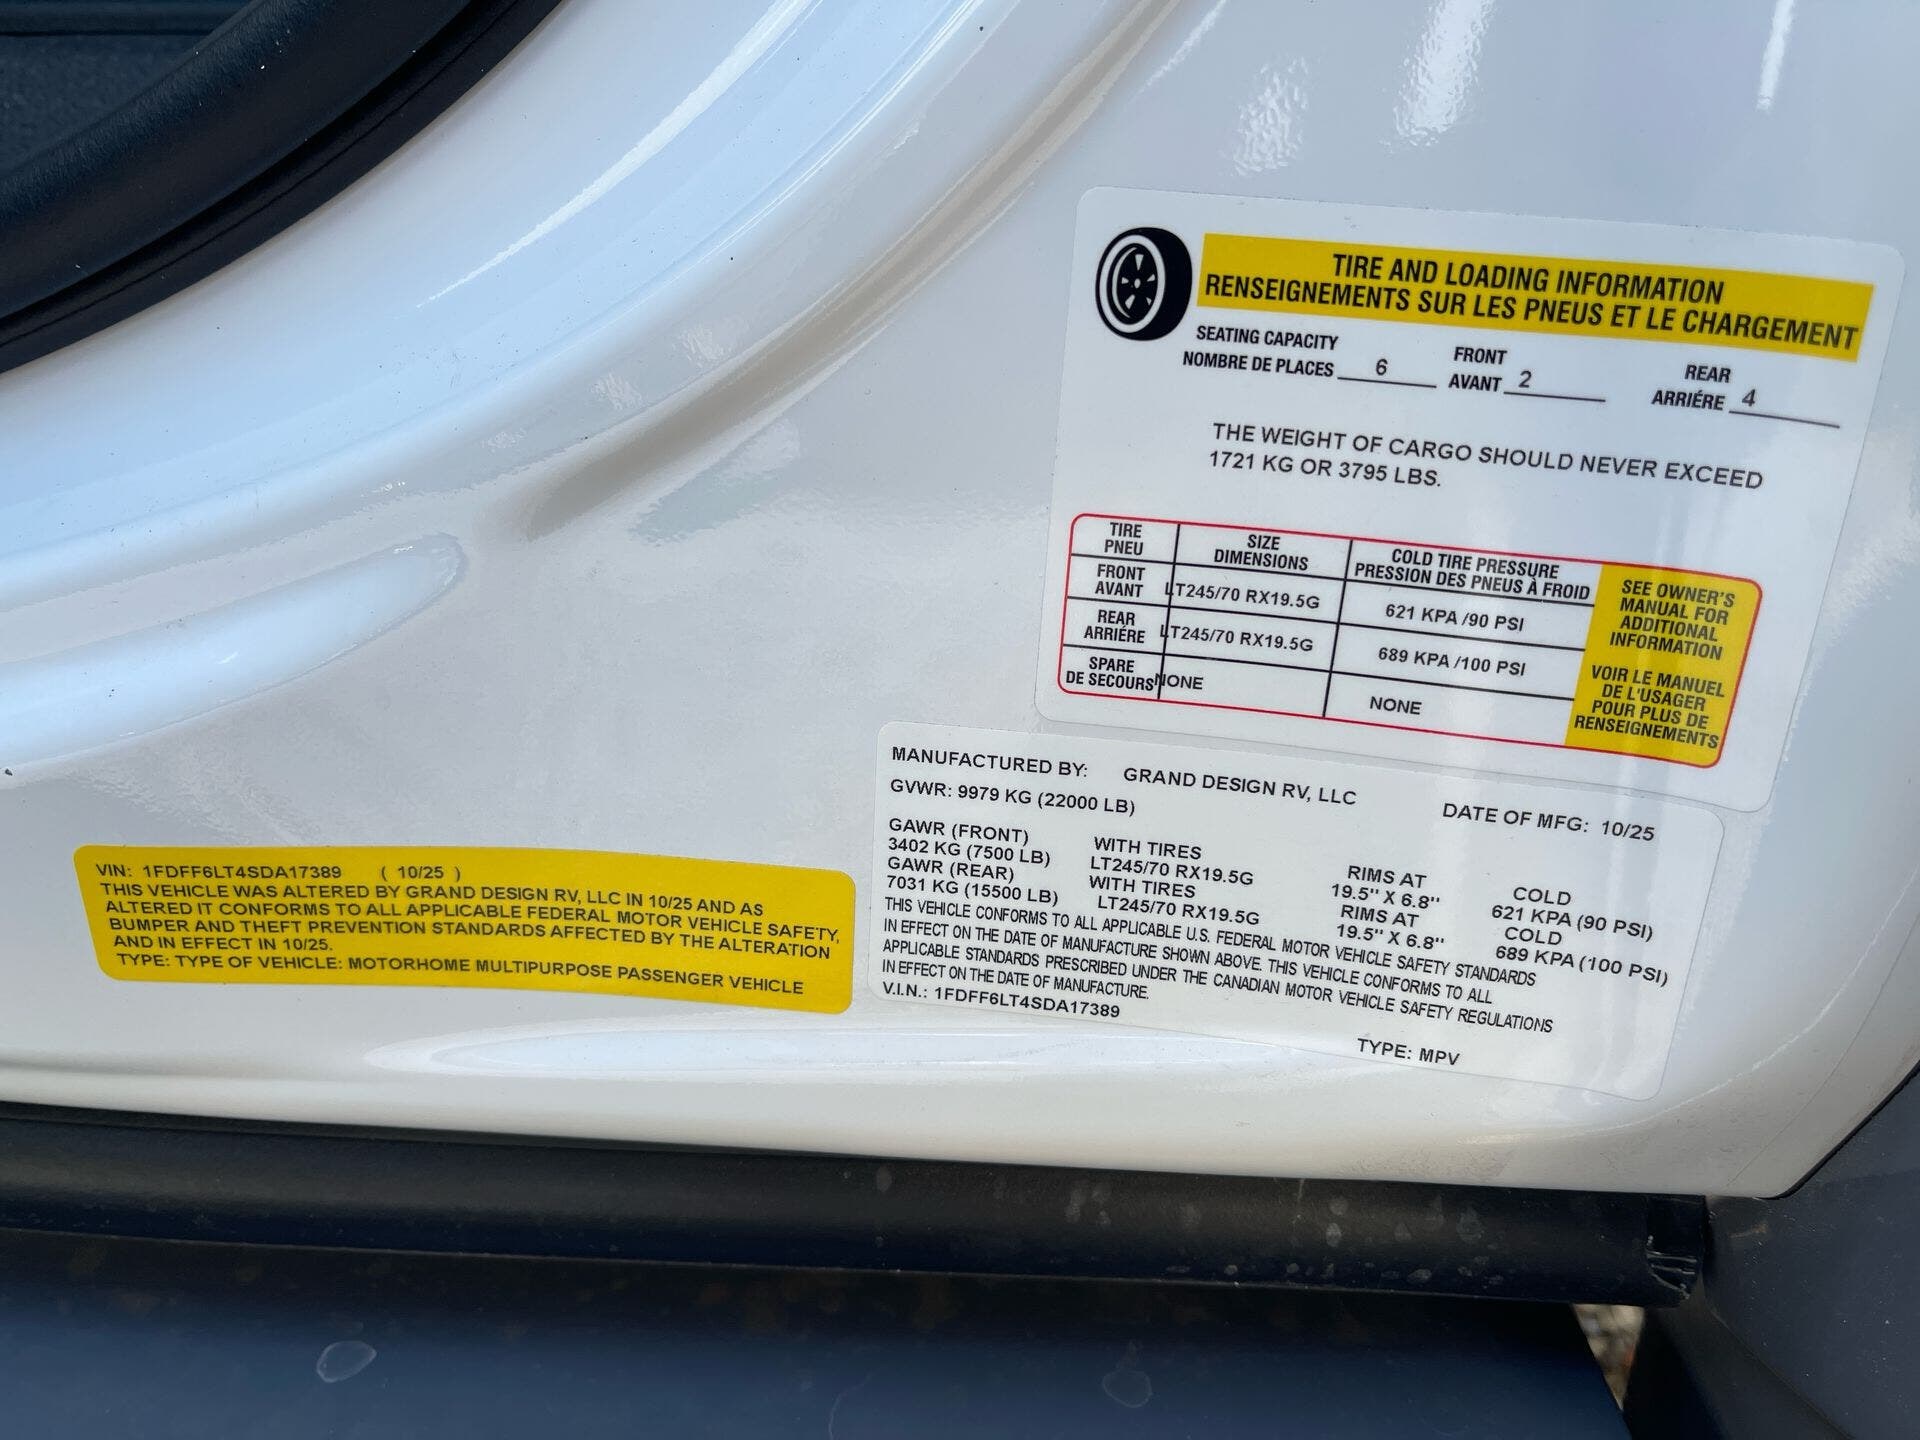 TIRE AND LOADING INFORMATION
RENSEIGNEMENTS SUR LES PNEUS ET LE CHARGEMENT
SEATING CAPACITY
NOMBRE DE PLACES 6
FRONT
AVANT 2
REAR
ARRIÉRE 4
THE WEIGHT OF CARGO SHOULD NEVER EXCEED
1721 KG OR 3795 LBS.
TIRE
PNEU
SIZE
DIMENSIONS
COLD TIRE PRESSURE
PRESSION DES PNEUS À FROID
FRONT
AVANT
LT245/70 RX19.5G
621 KPA /90 PSI
REAR
ARRIÉRE
LT245/70 RX19.5G
689 KPA /100 PSI
SPARE
DE SECOURS
NONE
NONE
SEE OWNER'S
MANUAL FOR
ADDITIONAL
INFORMATION
VOIR LE MANUEL
DE L'USAGER
POUR PLUS DE
RENSEIGNEMENTS
MANUFACTURED BY: GRAND DESIGN RV, LLC
GVWR: 9979 KG (22000 LB)
DATE OF MFG: 10/25
GAWR (FRONT)
3402 KG (7500 LB)
WITH TIRES
LT245/70 RX19.5G
RIMS AT
19.5" X 6.8"
COLD
621 KPA (90 PSI)
GAWR (REAR)
7031 KG (15500 LB)
WITH TIRES
LT245/70 RX19.5G
RIMS AT
19.5" X 6.8"
COLD
689 KPA (100 PSI)
THIS VEHICLE CONFORMS TO ALL APPLICABLE U.S. FEDERAL MOTOR VEHICLE SAFETY STANDARDS
IN EFFECT ON THE DATE OF MANUFACTURE SHOWN ABOVE. THIS VEHICLE CONFORMS TO ALL
APPLICABLE STANDARDS PRESCRIBED UNDER THE CANADIAN MOTOR VEHICLE SAFETY REGULATIONS
IN EFFECT ON THE DATE OF MANUFACTURE.
V.I.N.: 1FDFF6LT4SDA17389
TYPE: MPV
VIN: 1FDFF6LT4SDA17389 ( 10/25 )
THIS VEHICLE WAS ALTERED BY GRAND DESIGN RV, LLC IN 10/25 AND AS
ALTERED IT CONFORMS TO ALL APPLICABLE FEDERAL MOTOR VEHICLE SAFETY,
BUMPER AND THEFT PREVENTION STANDARDS AFFECTED BY THE ALTERATION
AND IN EFFECT IN 10/25.
TYPE: TYPE OF VEHICLE: MOTORHOME MULTIPURPOSE PASSENGER VEHICLE